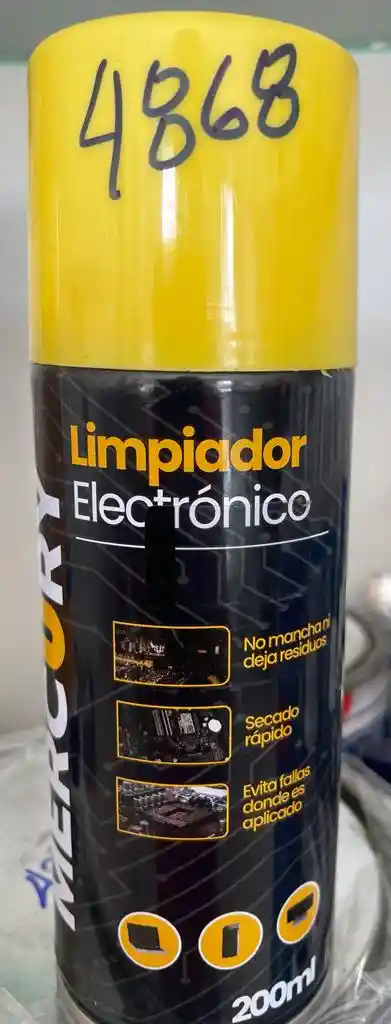 4868
Limpiador
Electrónico
MERCURY
No mancha ni
deja residuos
Secado
rápido
Evita fallas
donde es
aplicado
200ml